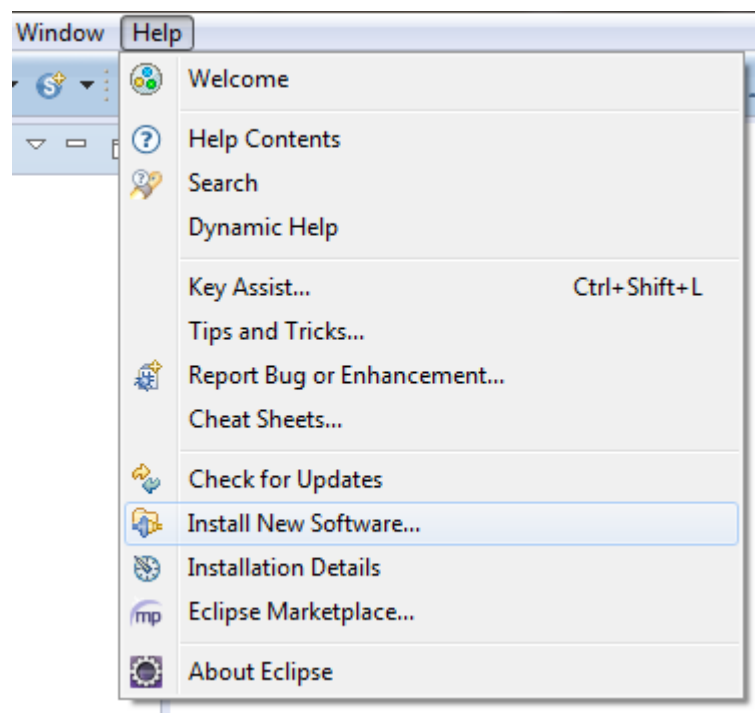 Window Help
Welcome
Help Contents
Search
Dynamic Help
Key Assist... Ctrl+Shift+L
Tips and Tricks...
Report Bug or Enhancement...
Cheat Sheets...
Check for Updates
Install New Software...
Installation Details
mp Eclipse Marketplace...
About Eclipse